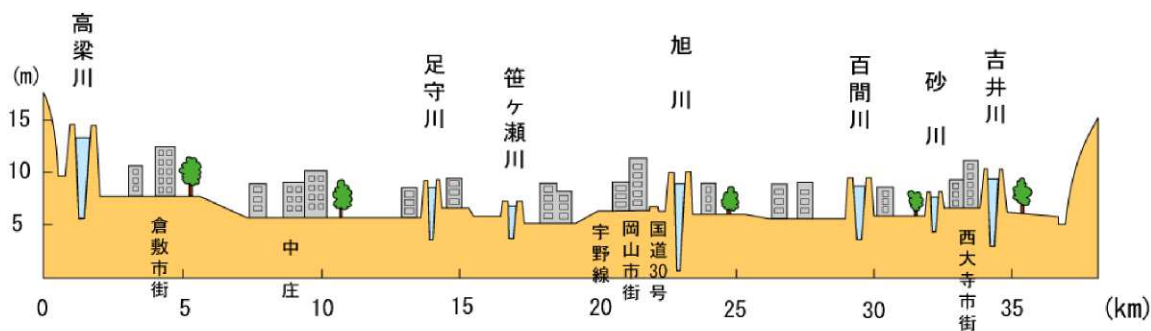 高梁川
足守川
笹ヶ瀬川
旭川
百間川
砂川
吉井川
(m)
15
10
5
倉敷市街
中庄
宇野線
岡山市街
国道30号
西大寺市街
0
5
10
15
20
25
30
35
(km)